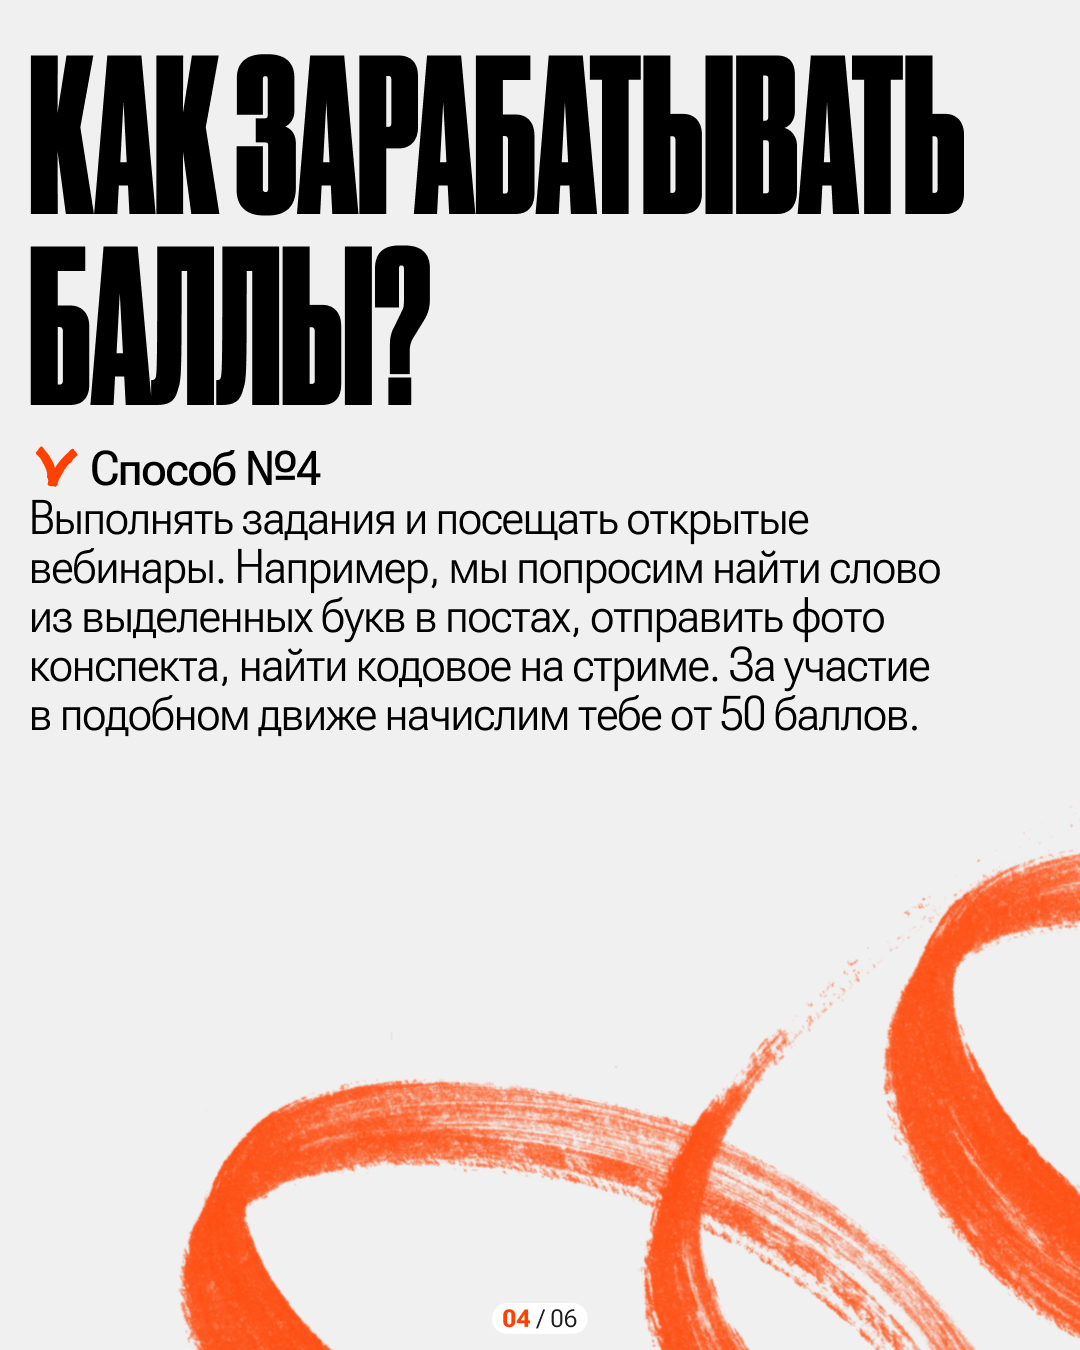 КАК ЗАРАБАТЫВАТЬ
БАЛЛЫ?
Способ №4
Выполнять задания и посещать открытые
вебинары. Например, мы попросим найти слово
из выделенных букв в постах, отправить фото
конспекта, найти кодовое на стриме. За участие
в подобном движе начислим тебе от 50 баллов.
04 / 06